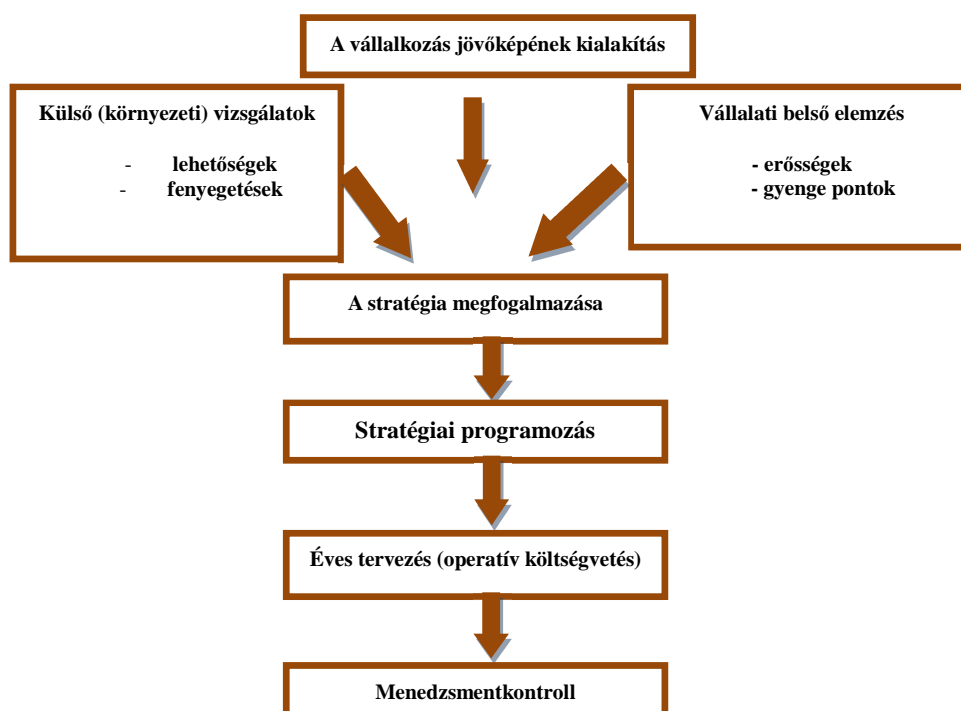 A vállalkozás jövőképének kialakítás
Külső (környezeti) vizsgálatok
- lehetőségek
- fenyegetések
Vállalati belső elemzés
- erősségek
- gyenge pontok
A stratégia megfogalmazása
Stratégiai programozás
Éves tervezés (operatív költségvetés)
Menedzsmentkontroll